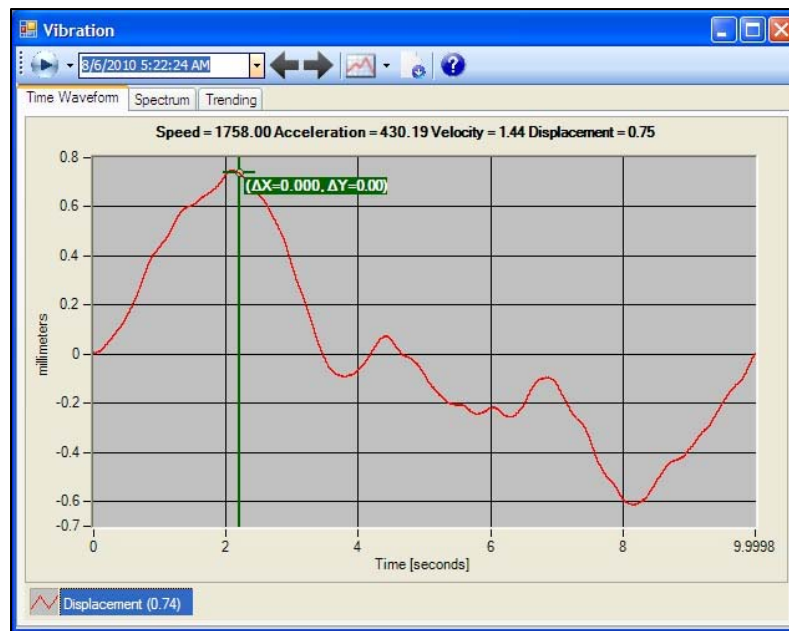 Vibration
8/6/2010 5:22:24 AM
Time Waveform Spectrum Trending
Speed = 1758.00 Acceleration = 430.19 Velocity = 1.44 Displacement = 0.75
0.8
(ΔX=0.000, ΔY=0.00)
0.6
0.4
0.2
0
-0.2
-0.4
-0.6
-0.7
millimeters
0 2 4 6 8 9.9998
Time [seconds]
Displacement (0.74)